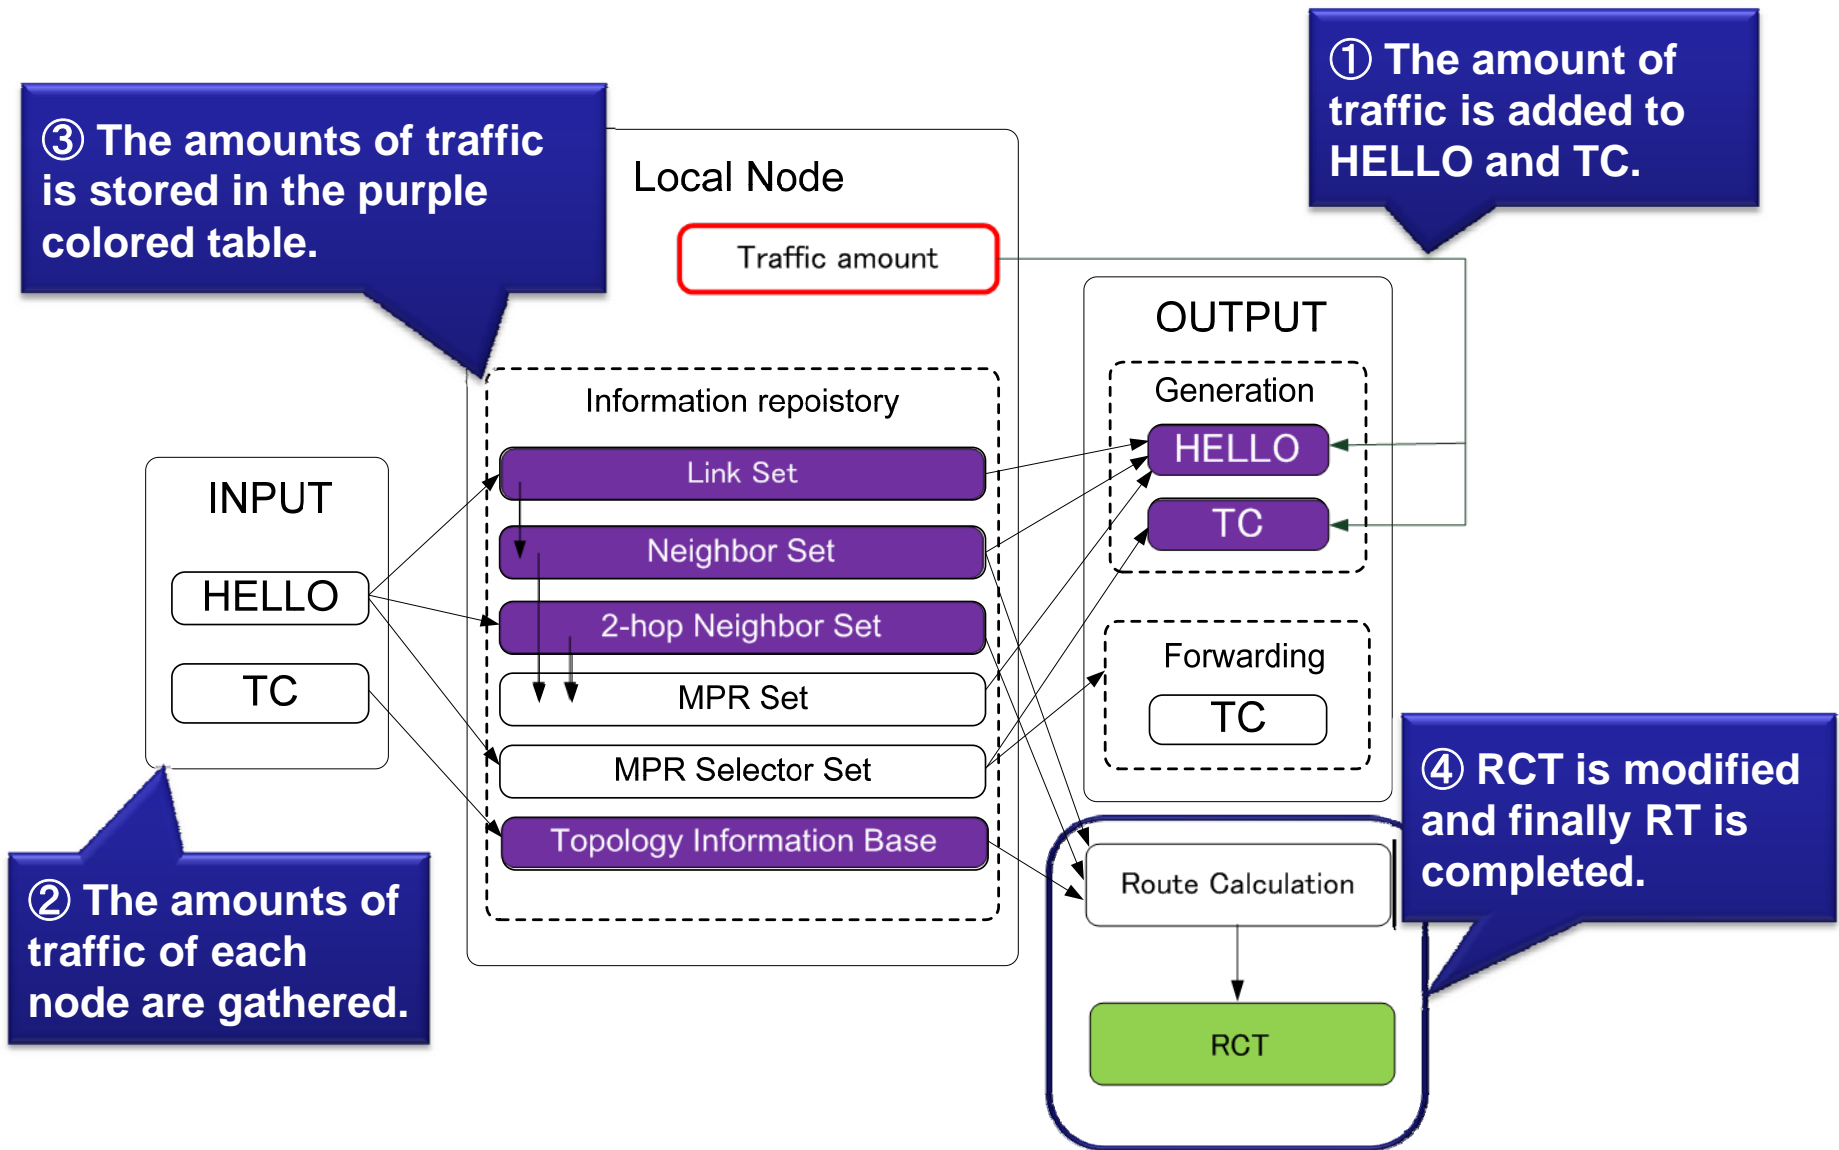 ① The amount of
traffic is added to
HELLO and TC.
③ The amounts of traffic
is stored in the purple
colored table.
Local Node
Traffic amount
OUTPUT
Generation
HELLO
TC
Forwarding
TC
Information repoistory
Link Set
Neighbor Set
2-hop Neighbor Set
MPR Set
MPR Selector Set
Topology Information Base
INPUT
HELLO
TC
② The amounts of
traffic of each
node are gathered.
④ RCT is modified
and finally RT is
completed.
Route Calculation
RCT